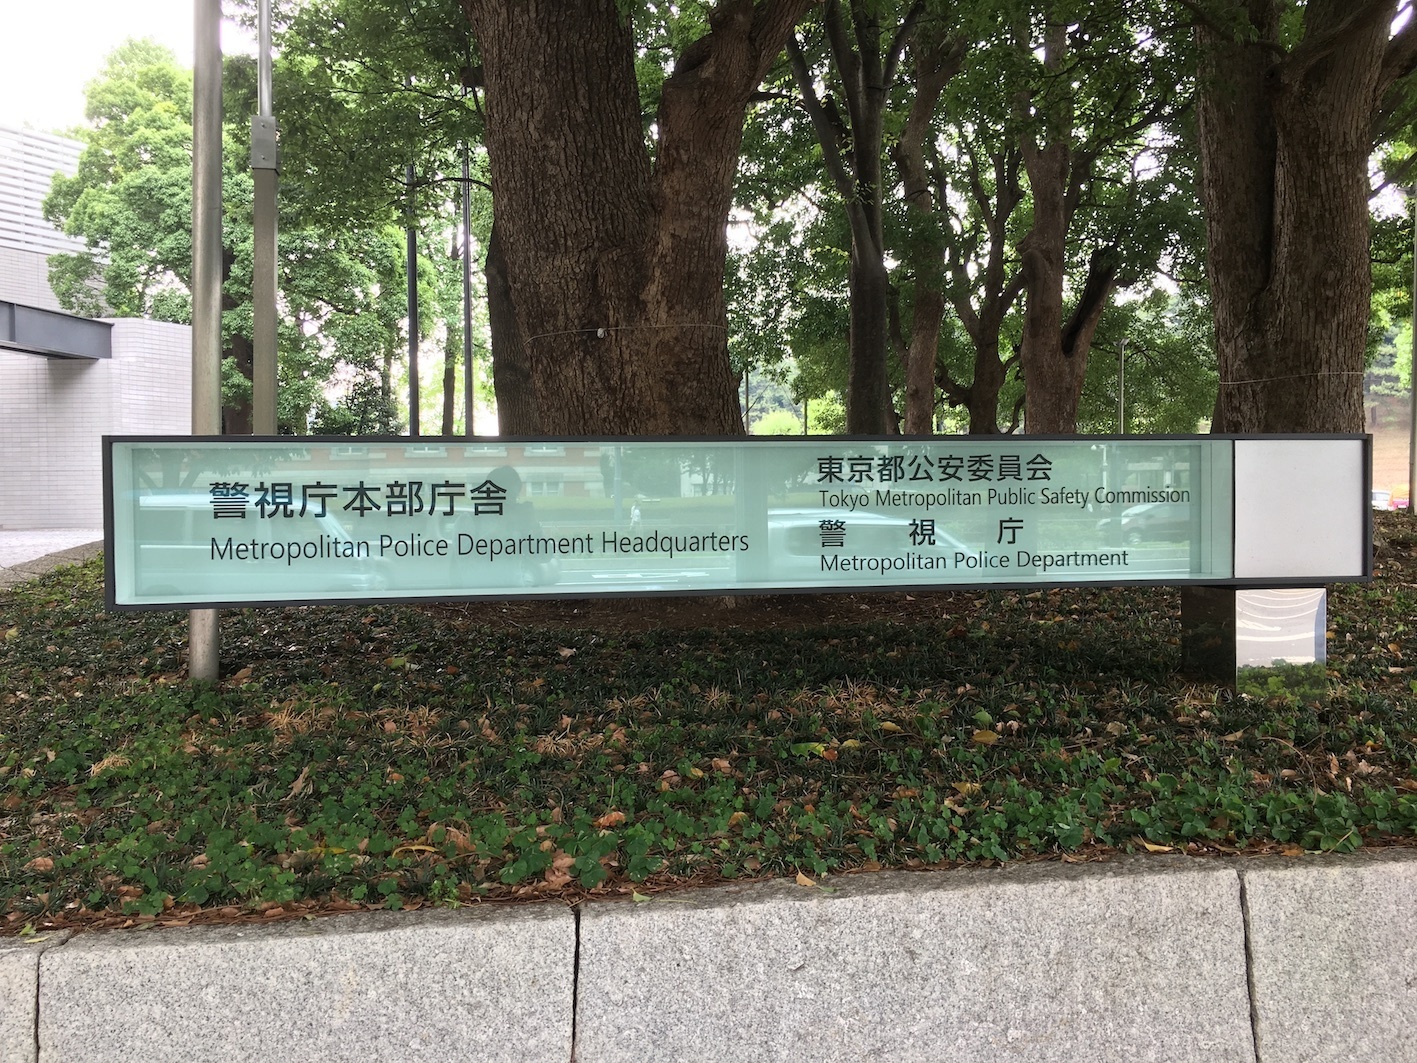 警視庁本部庁舎
Metropolitan Police Department Headquarters
東京都公安委員会
Tokyo Metropolitan Public Safety Commission
警視庁
Metropolitan Police Department